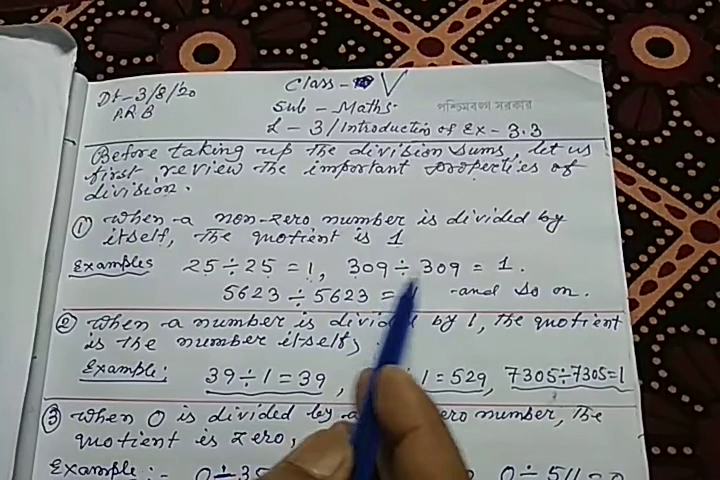 Dt-3/8/20
P.R.B
Class - V
Sub - Maths.
পশ্চিমবঙ্গ সরকার
L - 3/Introduction of Ex - 3.3
Before taking up the division sums, let us
first review the important properties of
division.
① When a non-zero number is divided by
itself, the quotient is 1
Examples 25÷25 = 1, 309÷309 = 1.
5623÷5623 = and so on.
② When a number is divided by 1, the quotient
is the number itself,
Example: 39÷1=39, ÷1=529, 7305÷7305=1
③ When 0 is divided by a zero number, the
quotient is zero,
Example:- 0÷ 0÷511=0